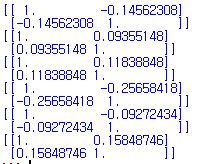 [[ 1.         -0.14562308]
[-0.14562308  1.        ]]
[[1.         0.09355148]
[0.09355148 1.        ]]
[[1.         0.11838848]
[0.11838848 1.        ]]
[[ 1.         -0.25658418]
[-0.25658418  1.        ]]
[[ 1.         -0.09272434]
[-0.09272434  1.        ]]
[[1.         0.15848746]
[0.15848746 1.        ]]